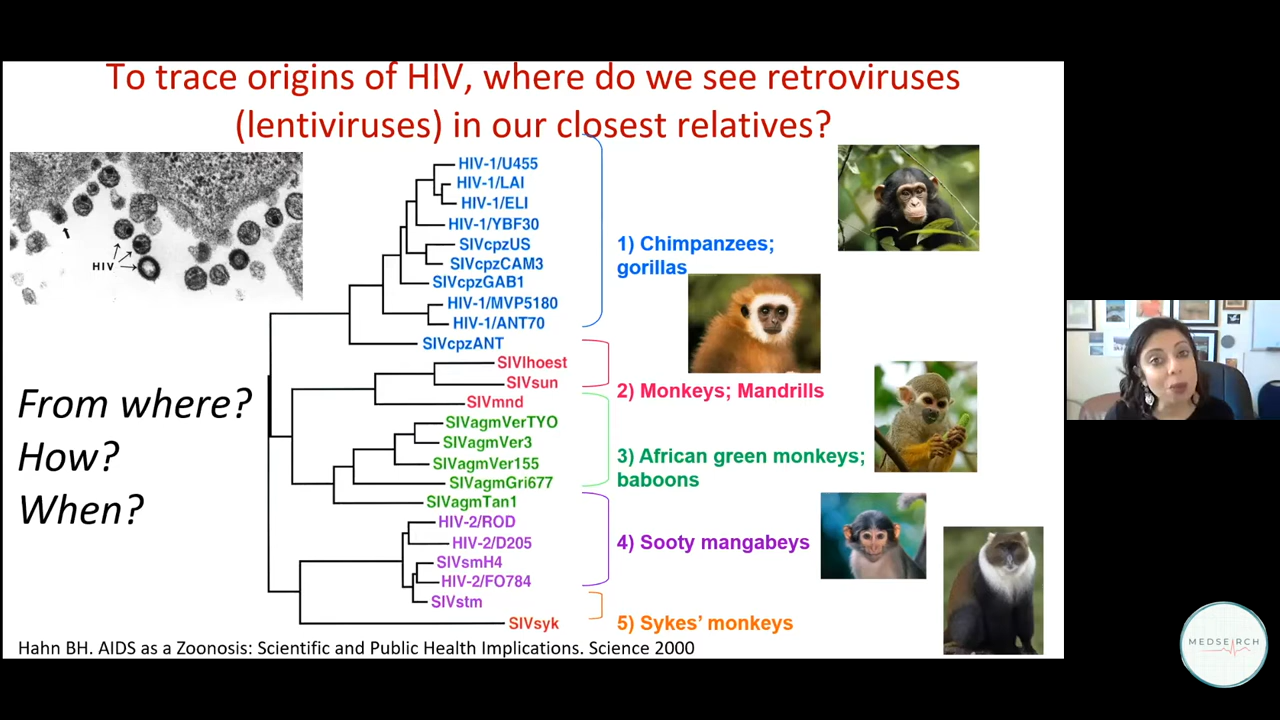 To trace origins of HIV, where do we see retroviruses
(lentiviruses) in our closest relatives?
HIV
From where?
How?
When?
HIV-1/U455
HIV-1/LAI
HIV-1/ELI
HIV-1/YBF30
SIVcpzUS
SIVcpzCAM3
SIVcpzGAB1
HIV-1/MVP5180
HIV-1/ANT70
SIVcpzANT
SIVlhoest
SIVsun
SIVmnd
SIVagmVerTYO
SIVagmVer3
SIVagmVer155
SIVagmGri677
SIVagmTan1
HIV-2/ROD
HIV-2/D205
SIVsmH4
HIV-2/FO784
SIVstm
SIVsyk
1) Chimpanzees;
gorillas
2) Monkeys; Mandrills
3) African green monkeys;
baboons
4) Sooty mangabeys
5) Sykes’ monkeys
Hahn BH. AIDS as a Zoonosis: Scientific and Public Health Implications. Science 2000
MEDSEARCH